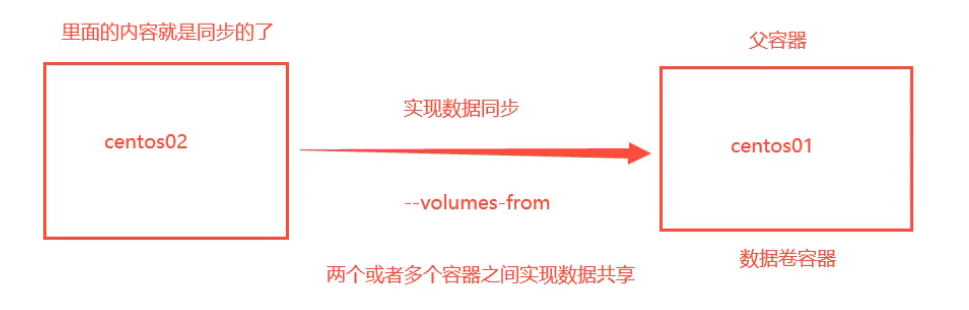 里面的内容就是同步的了
父容器
实现数据同步
centos02
centos01
--volumes-from
数据卷容器
两个或者多个容器之间实现数据共享